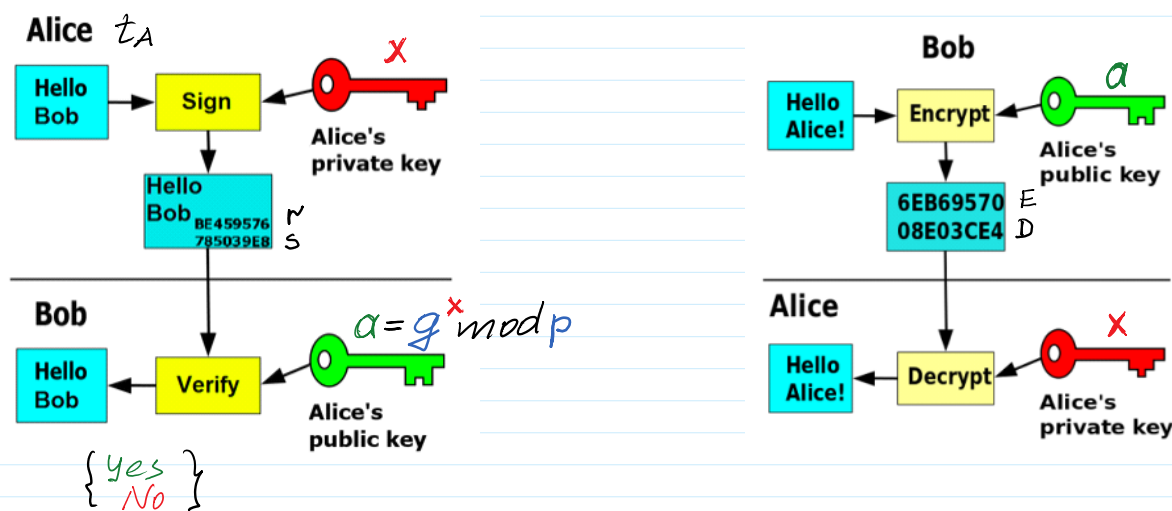 Alice t_A
x
Hello
Bob
Sign
Alice's
private key
Hello
Bob BE459576 r
785039E8 s
Bob
a = g^x mod p
Hello
Bob
Verify
Alice's
public key
{ Yes
No }
Bob
a
Hello
Alice!
Encrypt
Alice's
public key
6EB69570 E
08E03CE4 D
Alice
x
Hello
Alice!
Decrypt
Alice's
private key